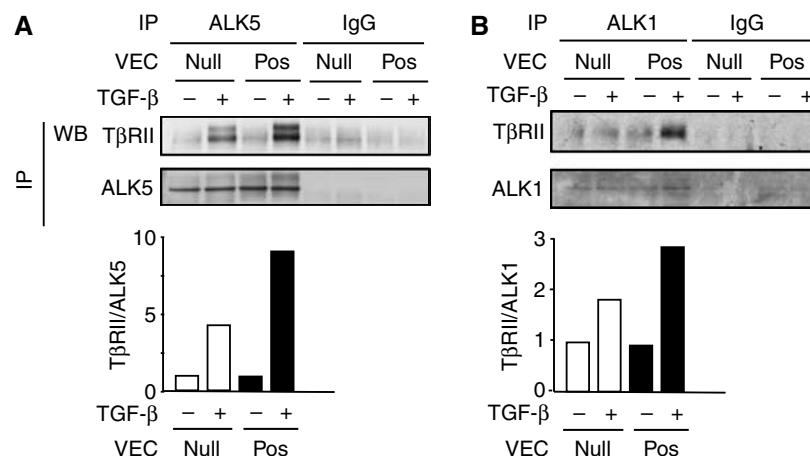 A
IP ALK5 IgG
VEC Null Pos Null Pos
TGF-β – + – + – + – +
IP
WB TβRII
ALK5
TβRII/ALK5
10
5
0
TGF-β – + – +
VEC Null Pos
B
IP ALK1 IgG
VEC Null Pos Null Pos
TGF-β – + – + – + – +
TβRII
ALK1
TβRII/ALK1
3
2
1
0
TGF-β – + – +
VEC Null Pos